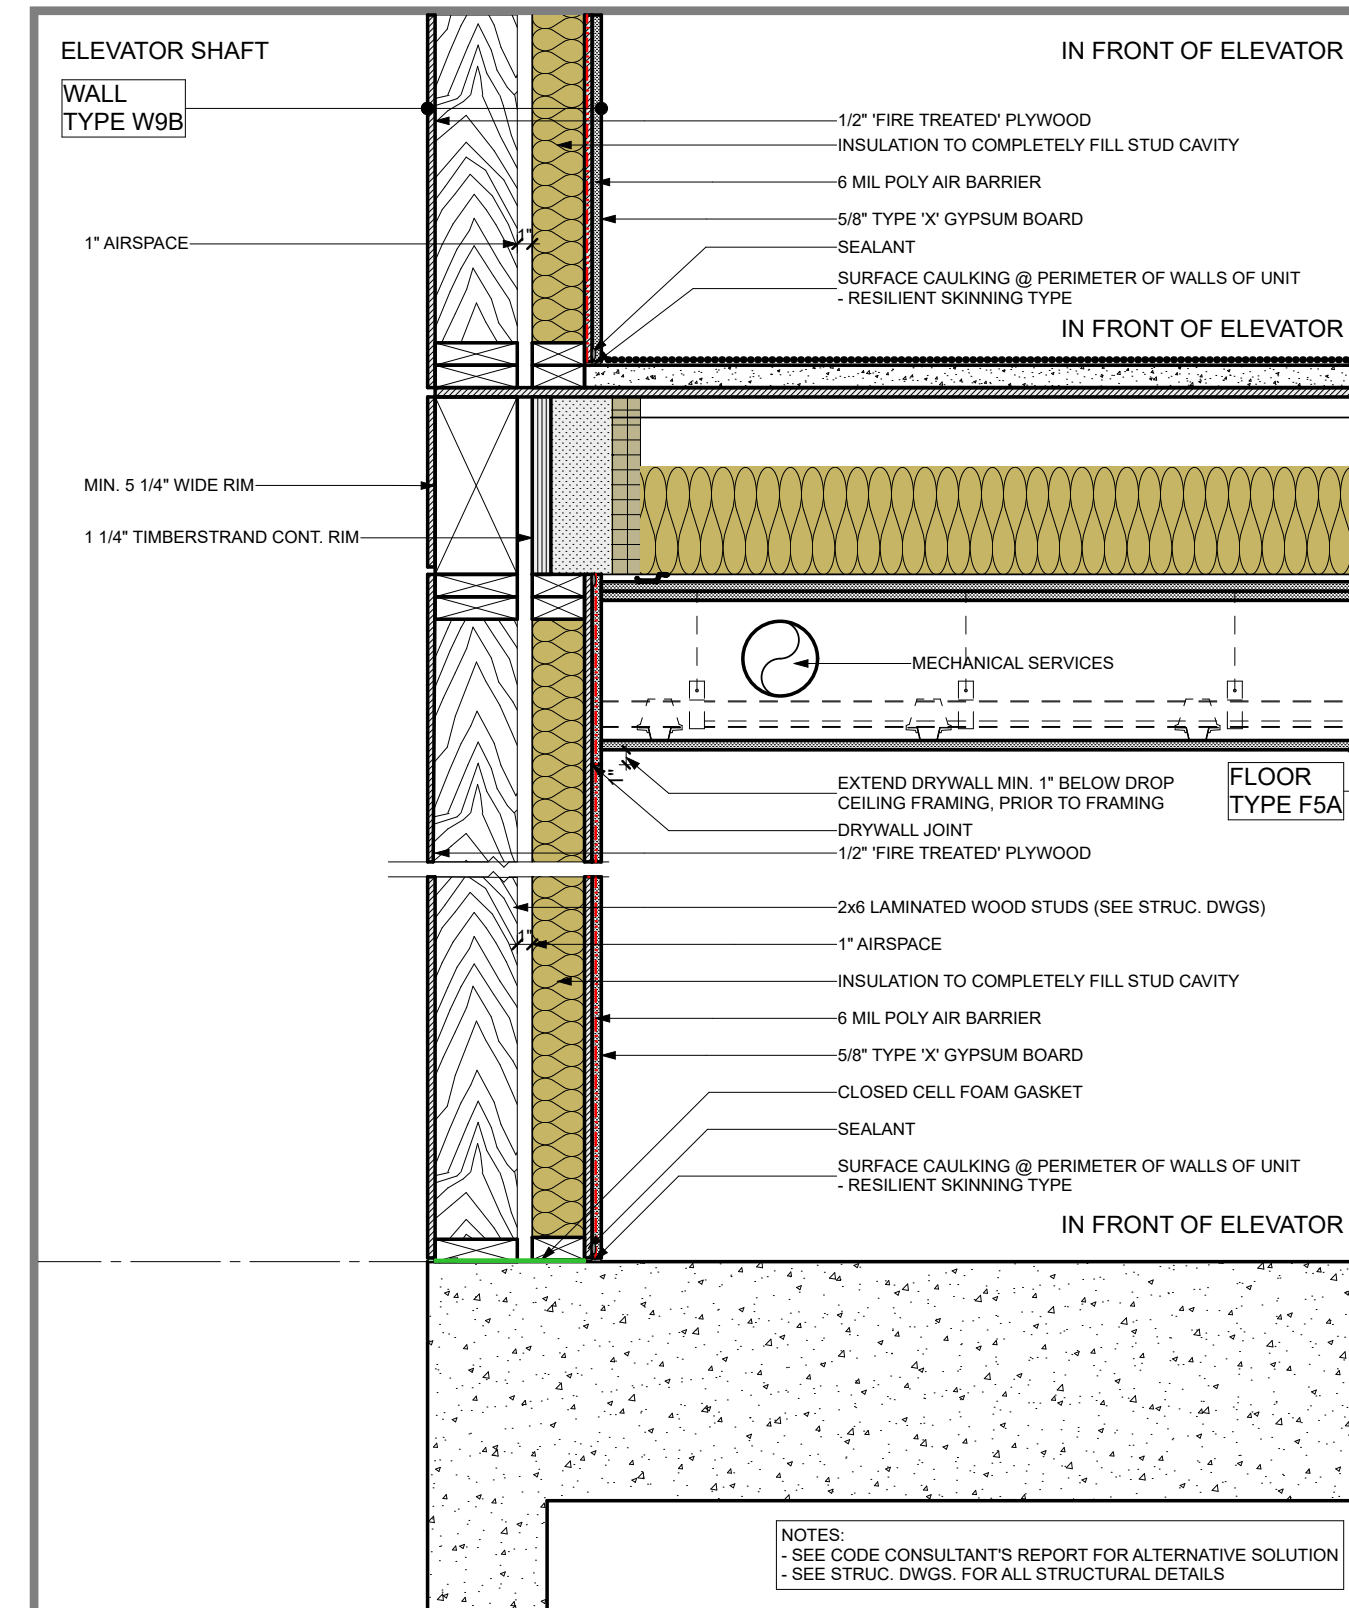 ELEVATOR SHAFT
IN FRONT OF ELEVATOR
WALL
TYPE W9B
1/2" 'FIRE TREATED' PLYWOOD
INSULATION TO COMPLETELY FILL STUD CAVITY
6 MIL POLY AIR BARRIER
5/8" TYPE 'X' GYPSUM BOARD
1" AIRSPACE
1"
SEALANT
SURFACE CAULKING @ PERIMETER OF WALLS OF UNIT
- RESILIENT SKINNING TYPE
IN FRONT OF ELEVATOR
MIN. 5 1/4" WIDE RIM
1 1/4" TIMBERSTRAND CONT. RIM
MECHANICAL SERVICES
1"
EXTEND DRYWALL MIN. 1" BELOW DROP
CEILING FRAMING, PRIOR TO FRAMING
FLOOR
TYPE F5A
DRYWALL JOINT
1/2" 'FIRE TREATED' PLYWOOD
2x6 LAMINATED WOOD STUDS (SEE STRUC. DWGS)
1"
1" AIRSPACE
INSULATION TO COMPLETELY FILL STUD CAVITY
6 MIL POLY AIR BARRIER
5/8" TYPE 'X' GYPSUM BOARD
CLOSED CELL FOAM GASKET
SEALANT
SURFACE CAULKING @ PERIMETER OF WALLS OF UNIT
- RESILIENT SKINNING TYPE
IN FRONT OF ELEVATOR
NOTES:
- SEE CODE CONSULTANT'S REPORT FOR ALTERNATIVE SOLUTION
- SEE STRUC. DWGS. FOR ALL STRUCTURAL DETAILS